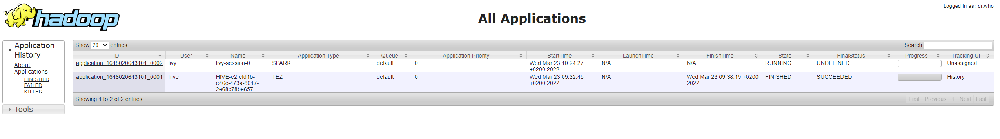 hadoop
Logged in as: dr.who
All Applications
Application
History
About
Applications
FINISHED
FAILED
KILLED
Tools
Show 20 entries Search:
ID User Name Application Type Queue Application Priority StartTime LaunchTime FinishTime State FinalStatus Progress Tracking UI
application_1648020643101_0002 livy livy-session-0 SPARK default 0 Wed Mar 23 10:24:27 N/A N/A RUNNING UNDEFINED Unassigned
+0200 2022
application_1648020643101_0001 hive HIVE-e2fefd1b- TEZ default 0 Wed Mar 23 09:32:45 N/A Wed Mar 23 09:38:19 +0200 FINISHED SUCCEEDED History
e46c-473a-8017- +0200 2022 2022
2e68c78be657
Showing 1 to 2 of 2 entries First Previous 1 Next Last